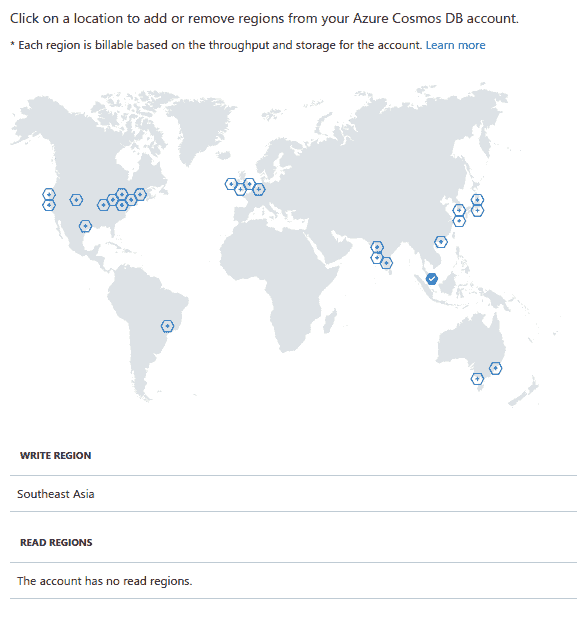 Click on a location to add or remove regions from your Azure Cosmos DB account.
* Each region is billable based on the throughput and storage for the account. Learn more
WRITE REGION
Southeast Asia
READ REGIONS
The account has no read regions.